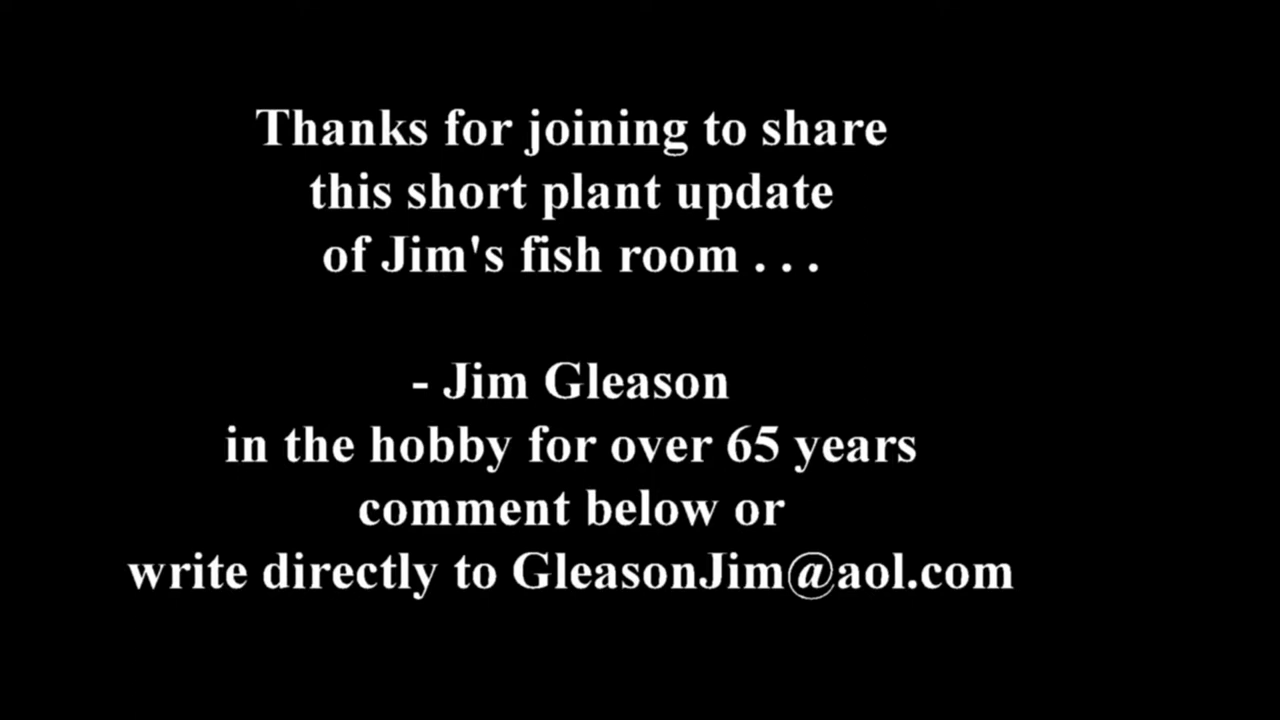 Thanks for joining to share
this short plant update
of Jim's fish room . . .
- Jim Gleason
in the hobby for over 65 years
comment below or
write directly to GleasonJim@aol.com